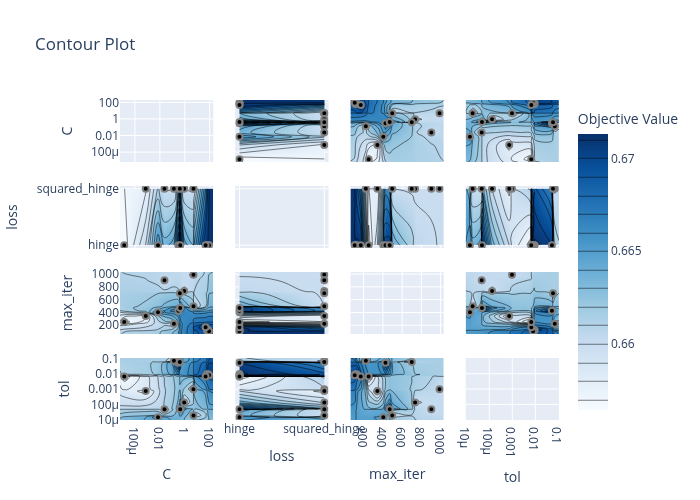 Contour Plot
Objective Value
C
100
1
0.01
100μ
0.67
0.665
0.66
loss
squared_hinge
hinge
max_iter
1000
800
600
400
200
tol
0.1
0.01
0.001
100μ
10μ
100μ
0.01
1
100
C
hinge
squared_hinge
loss
200
400
600
800
1000
max_iter
10μ
100μ
0.001
0.01
0.1
tol